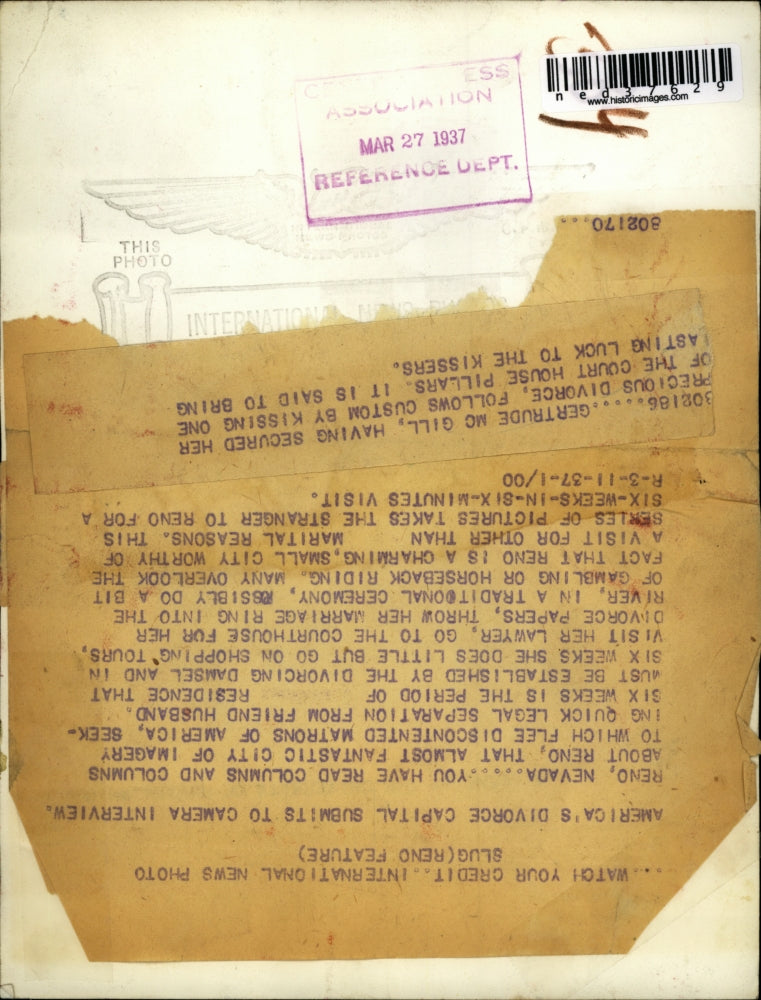 ned37629
www.historicimages.com
ESS
ASSOCIATION
MAR 27 1937
REFERENCE DEPT.
THIS
PHOTO
INTERNATIONAL NEWS
....WATCH YOUR CREDIT..INTERNATIONAL NEWS PHOTO
SLUG(RENO FEATURE)
AMERICA'S DIVORCE CAPITAL SUBMITS TO CAMERA INTERVIEW.
RENO, NEVADA......YOU HAVE READ COLUMNS AND COLUMNS
ABOUT RENO, THAT ALMOST FANTASTIC CITY OF IMAGERY
TO WHICH FLEE DISCONTENTED MATRONS OF AMERICA, SEEK-
ING QUICK LEGAL SEPARATION FROM FRIEND HUSBAND.
SIX WEEKS IS THE PERIOD OF RESIDENCE THAT
MUST BE ESTABLISHED BY THE DIVORCING DAMSEL AND IN
SIX WEEKS SHE DOES LITTLE BUT GO ON SHOPPING TOURS,
VISIT HER LAWYER, GO TO THE COURTHOUSE FOR HER
DIVORCE PAPERS, THROW HER MARRIAGE RING INTO THE
RIVER, IN A TRADITIONAL CEREMONY, POSSIBLY DO A BIT
OF GAMBLING OR HORSEBACK RIDING. MANY OVERLOOK THE
FACT THAT RENO IS A CHARMING, SMALL CITY WORTHY OF
A VISIT FOR OTHER THAN MARITAL REASONS. THIS
SERIES OF PICTURES TAKES THE STRANGER TO RENO FOR A
SIX-WEEKS-IN-SIX-MINUTES VISIT.
R-3-11-37-1/00
302186.....GERTRUDE MC GILL, HAVING SECURED HER
PRECIOUS DIVORCE, FOLLOWS CUSTOM BY KISSING ONE
OF THE COURT HOUSE PILLARS. IT IS SAID TO BRING
LASTING LUCK TO THE KISSERS.
802170...